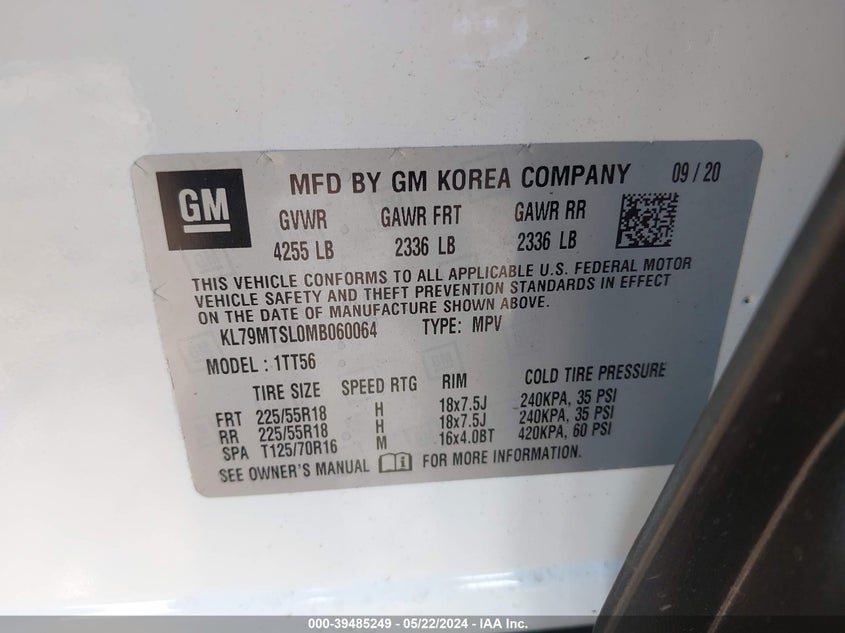 GM
MFD BY GM KOREA COMPANY 09 / 20
GVWR GAWR FRT GAWR RR
4255 LB 2336 LB 2336 LB
THIS VEHICLE CONFORMS TO ALL APPLICABLE U.S. FEDERAL MOTOR
VEHICLE SAFETY AND THEFT PREVENTION STANDARDS IN EFFECT
ON THE DATE OF MANUFACTURE SHOWN ABOVE.
KL79MTSL0MB060064 TYPE: MPV
MODEL : 1TT56
TIRE SIZE SPEED RTG RIM COLD TIRE PRESSURE
FRT 225/55R18 H 18x7.5J 240KPA, 35 PSI
RR 225/55R18 H 18x7.5J 240KPA, 35 PSI
SPA T125/70R16 M 16x4.0BT 420KPA, 60 PSI
SEE OWNER'S MANUAL FOR MORE INFORMATION.
000-39485249 - 05/22/2024 - IAA Inc.